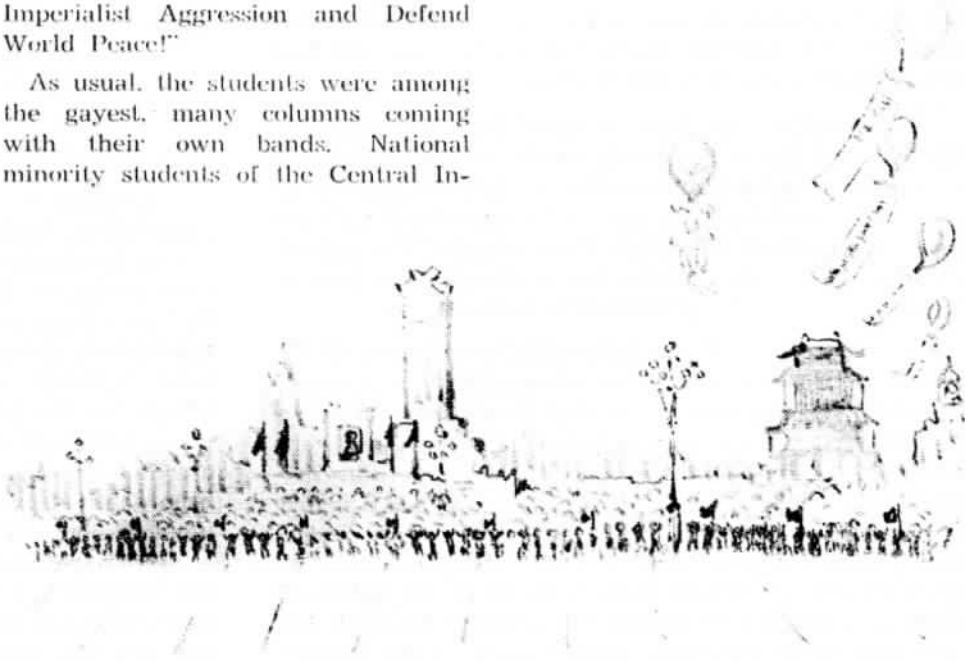 Imperialist Aggression and Defend
World Peace!"
As usual, the students were among
the gayest, many columns coming
with their own bands. National
minority students of the Central In-